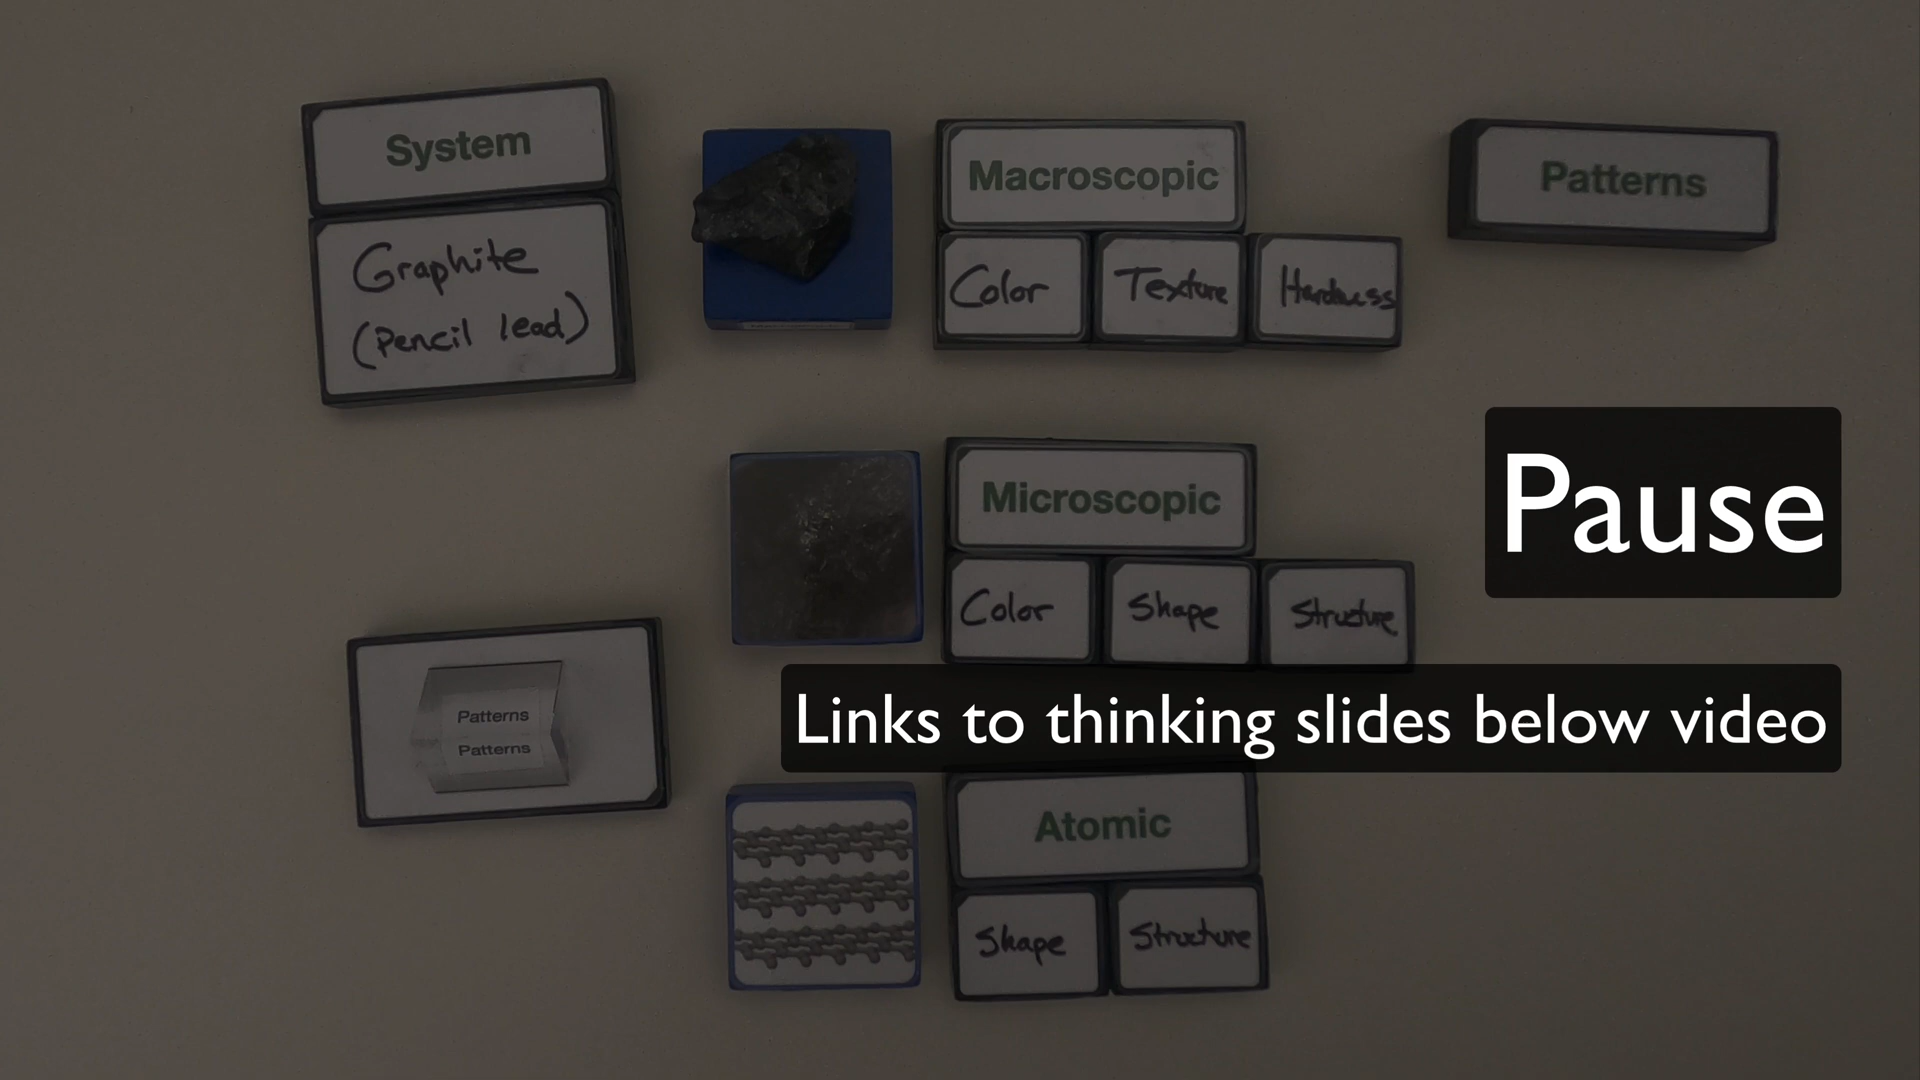 System
Graphite
(Pencil lead)
Macroscopic
Color Texture Hardness
Patterns
Pause
Microscopic
Color Shape Structure
Links to thinking slides below video
Patterns
Patterns
Atomic
Shape Structure